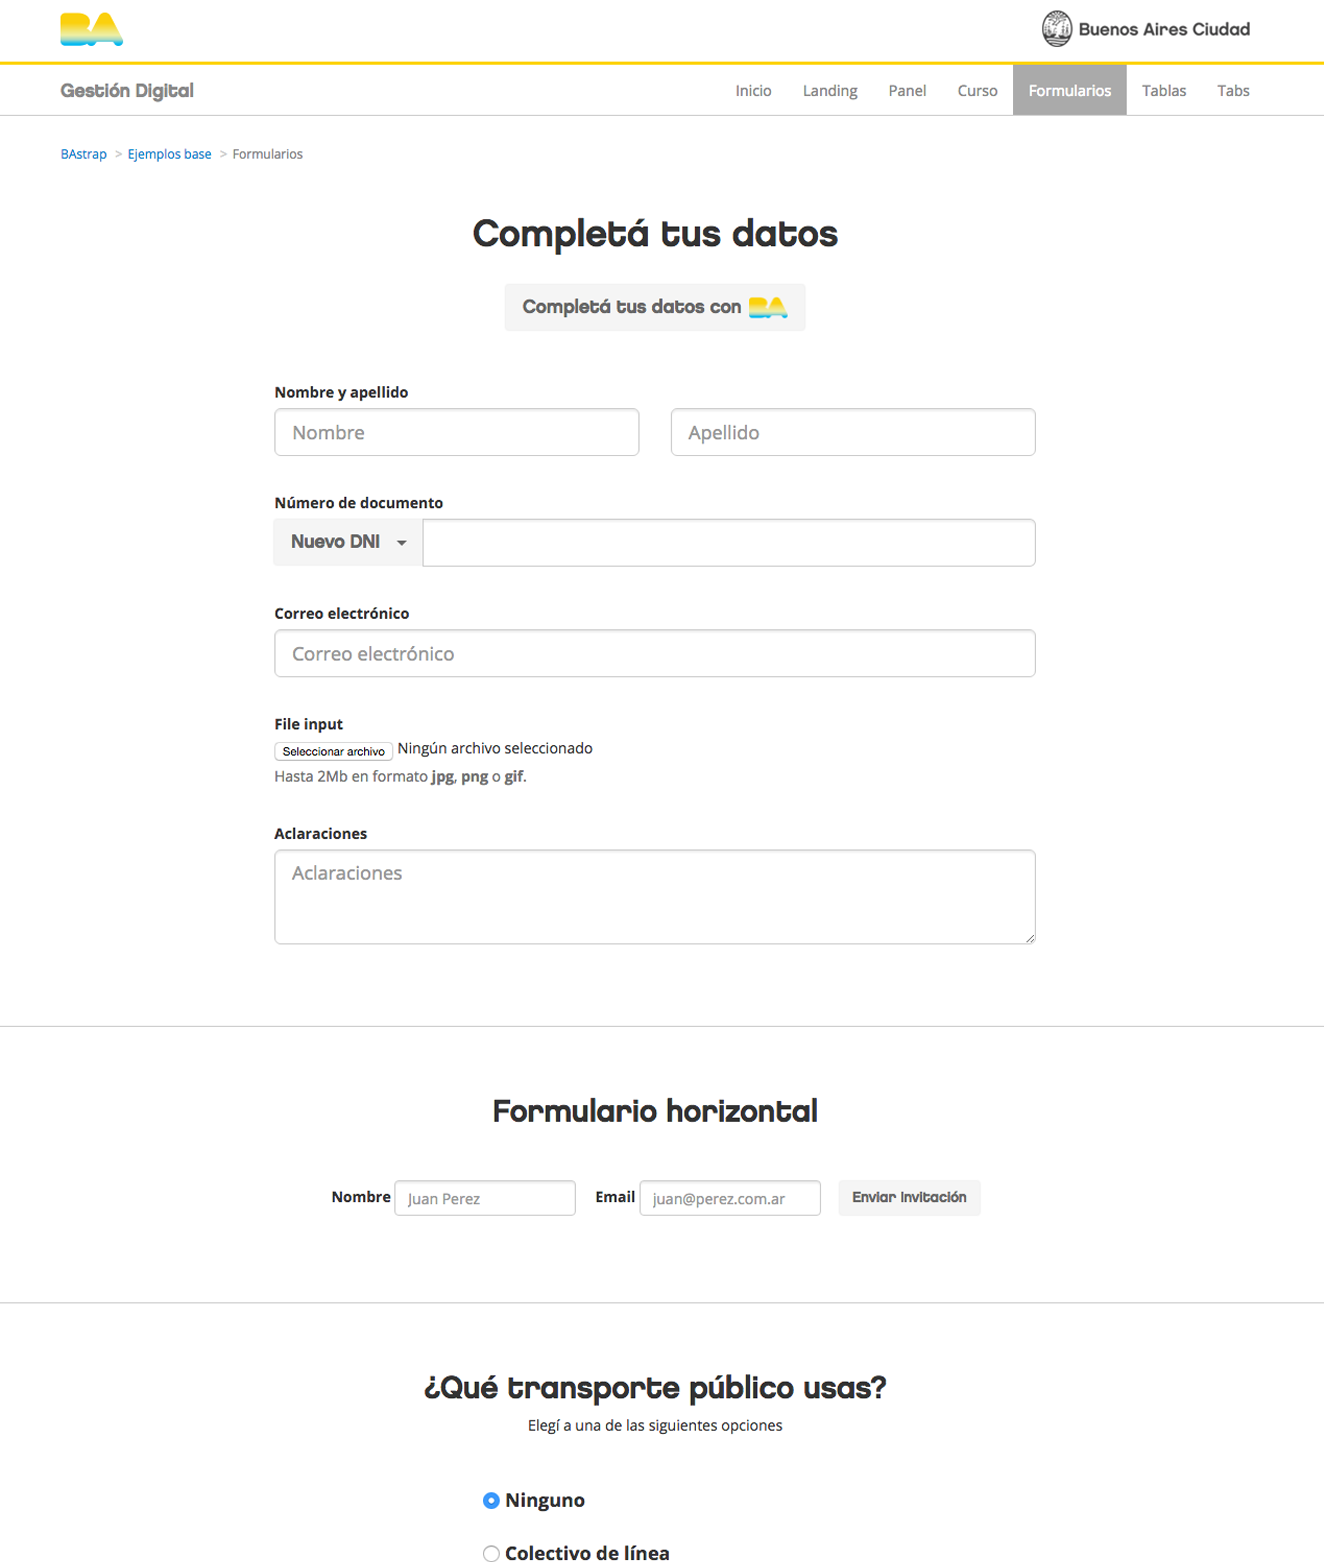 BA
Buenos Aires Ciudad
Gestión Digital
Inicio
Landing
Panel
Curso
Formularios
Tablas
Tabs
BAstrap > Ejemplos base > Formularios
Completá tus datos
Completá tus datos con BA
Nombre y apellido
Nombre
Apellido
Número de documento
Nuevo DNI
Correo electrónico
Correo electrónico
File input
Seleccionar archivo Ningún archivo seleccionado
Hasta 2Mb en formato jpg, png o gif.
Aclaraciones
Aclaraciones
Formulario horizontal
Nombre Juan Perez Email juan@perez.com.ar Enviar invitación
¿Qué transporte público usas?
Elegí a una de las siguientes opciones
Ninguno
Colectivo de línea